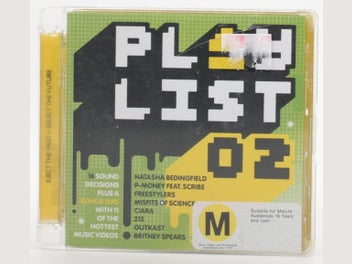 PLAY
LIST
02
EJECT THE PAST - SELECT THE FUTURE
16 SOUND
DECISIONS
PLUS A
BONUS DVD
WITH 11
OF THE
HOTTEST
MUSIC VIDEOS
NATASHA BEDINGFIELD
P-MONEY FEAT. SCRIBE
FREESTYLERS
MISFITS OF SCIENCE
CIARA
213
OUTKAST
BRITNEY SPEARS
M
Suitable for Mature
Audiences 16 Years
and over